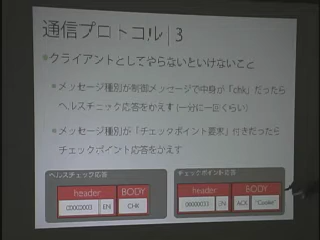 通信プロトコル|3
クライアントとしてやらないといけないこと
メッセージ種別が制御メッセージで中身が「chk」だったら
ヘルスチェック応答をかえす(一分に一回くらい)
メッセージ種別が「チェックポイント要求」付きだったら
チェックポイント応答をかえす
ヘルスチェック応答
header BODY
00000003 EN CHK
チェックポイント応答
header BODY
EN ACK "Cookie"